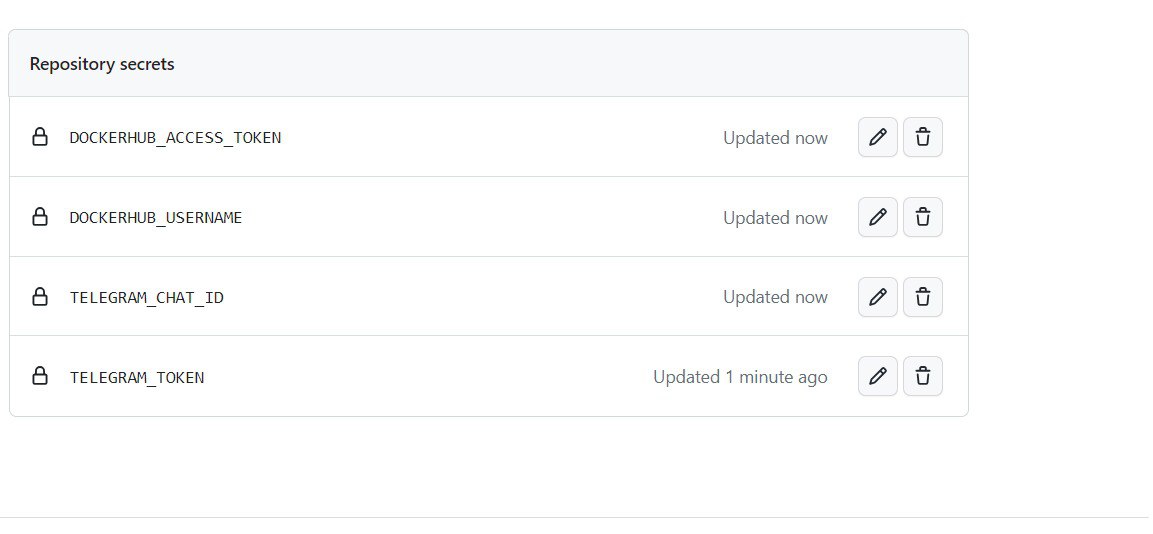 Repository secrets
DOCKERHUB_ACCESS_TOKEN Updated now
DOCKERHUB_USERNAME Updated now
TELEGRAM_CHAT_ID Updated now
TELEGRAM_TOKEN Updated 1 minute ago